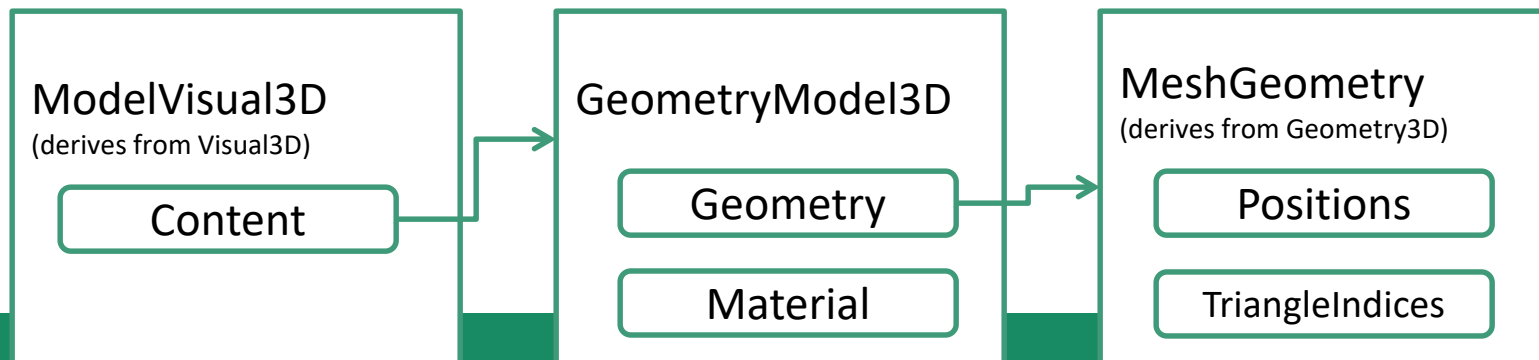 ModelVisual3D
(derives from Visual3D)
Content
GeometryModel3D
Geometry
Material
MeshGeometry
(derives from Geometry3D)
Positions
TriangleIndices